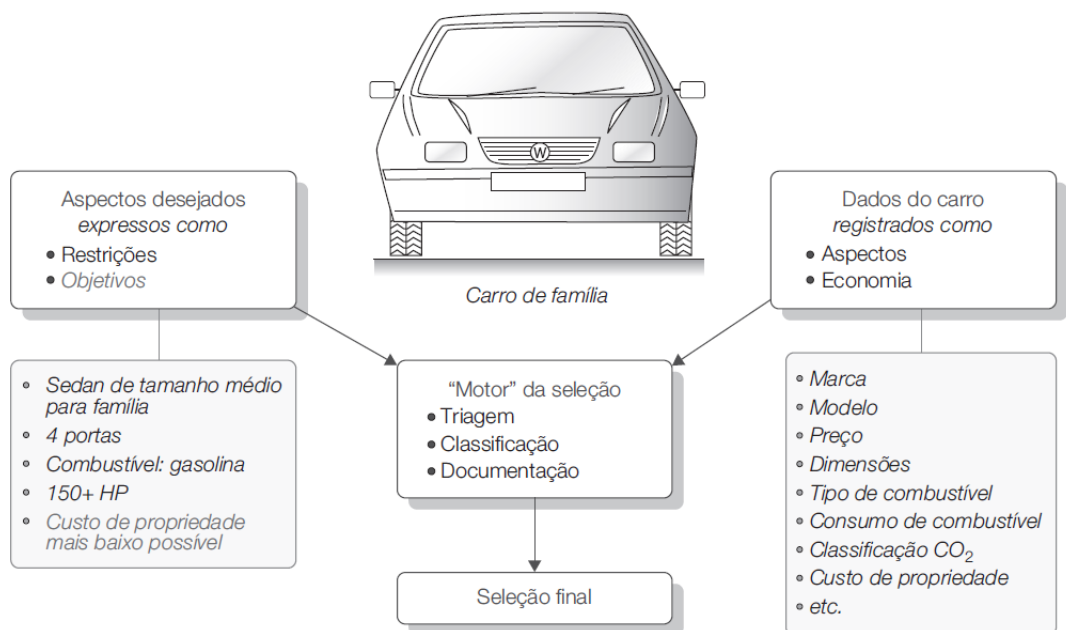 W
Carro de família
Aspectos desejados
expressos como
• Restrições
• Objetivos
• Sedan de tamanho médio
para família
• 4 portas
• Combustível: gasolina
• 150+ HP
• Custo de propriedade
mais baixo possível
“Motor” da seleção
• Triagem
• Classificação
• Documentação
Seleção final
Dados do carro
registrados como
• Aspectos
• Economia
• Marca
• Modelo
• Preço
• Dimensões
• Tipo de combustível
• Consumo de combustível
• Classificação CO₂
• Custo de propriedade
• etc.